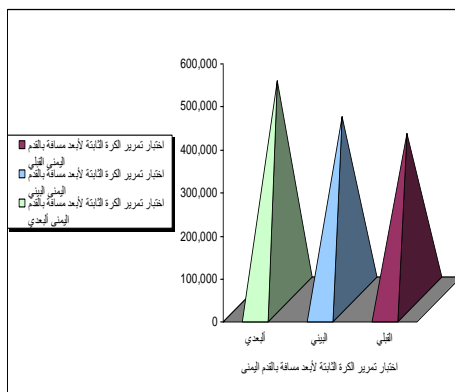 600,000
500,000
400,000
300,000
200,000
100,000
0
اختبار تمرير الكرة الثابتة لأبعد مسافة بالقدم
اليمنى القبلي
اختبار تمرير الكرة الثابتة لأبعد مسافة بالقدم
اليمنى البيني
اختبار تمرير الكرة الثابتة لأبعد مسافة بالقدم
اليمنى ألبعدي
القبلي البيني ألبعدي
اختبار تمرير الكرة الثابتة لأبعد مسافة بالقدم اليمنى